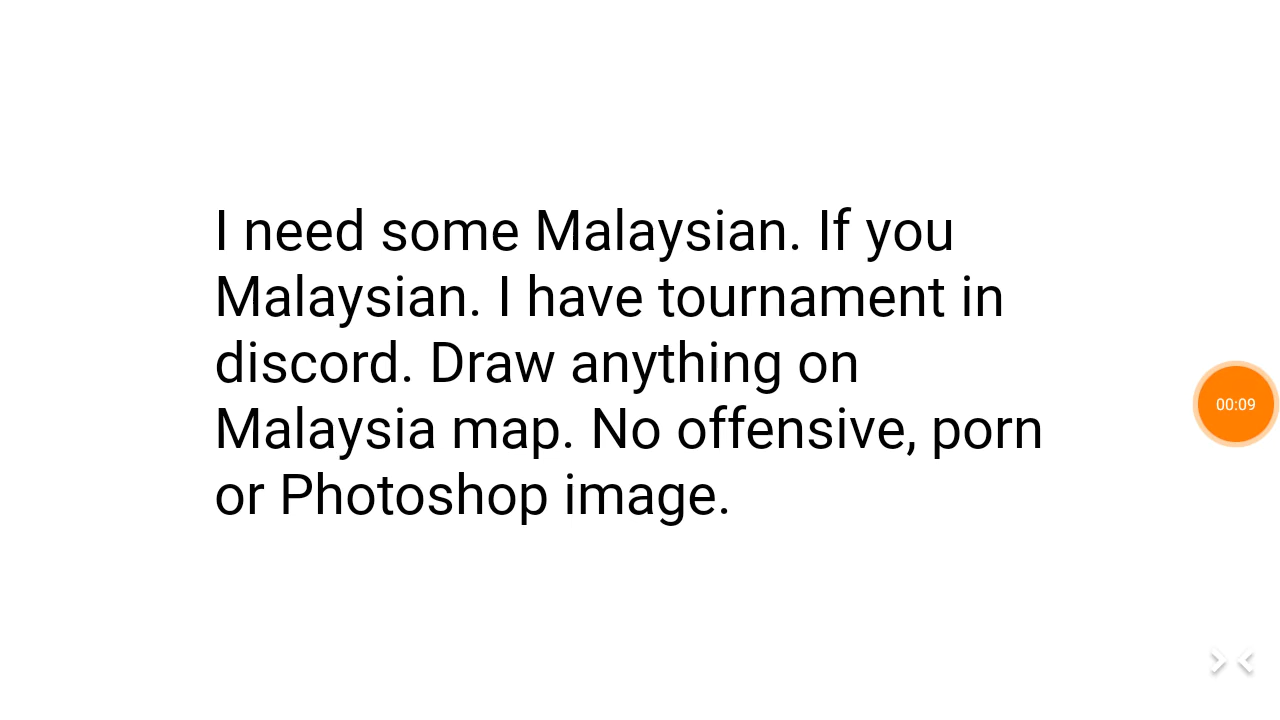 I need some Malaysian. If you
Malaysian. I have tournament in
discord. Draw anything on
Malaysia map. No offensive, porn
or Photoshop image.
00:09